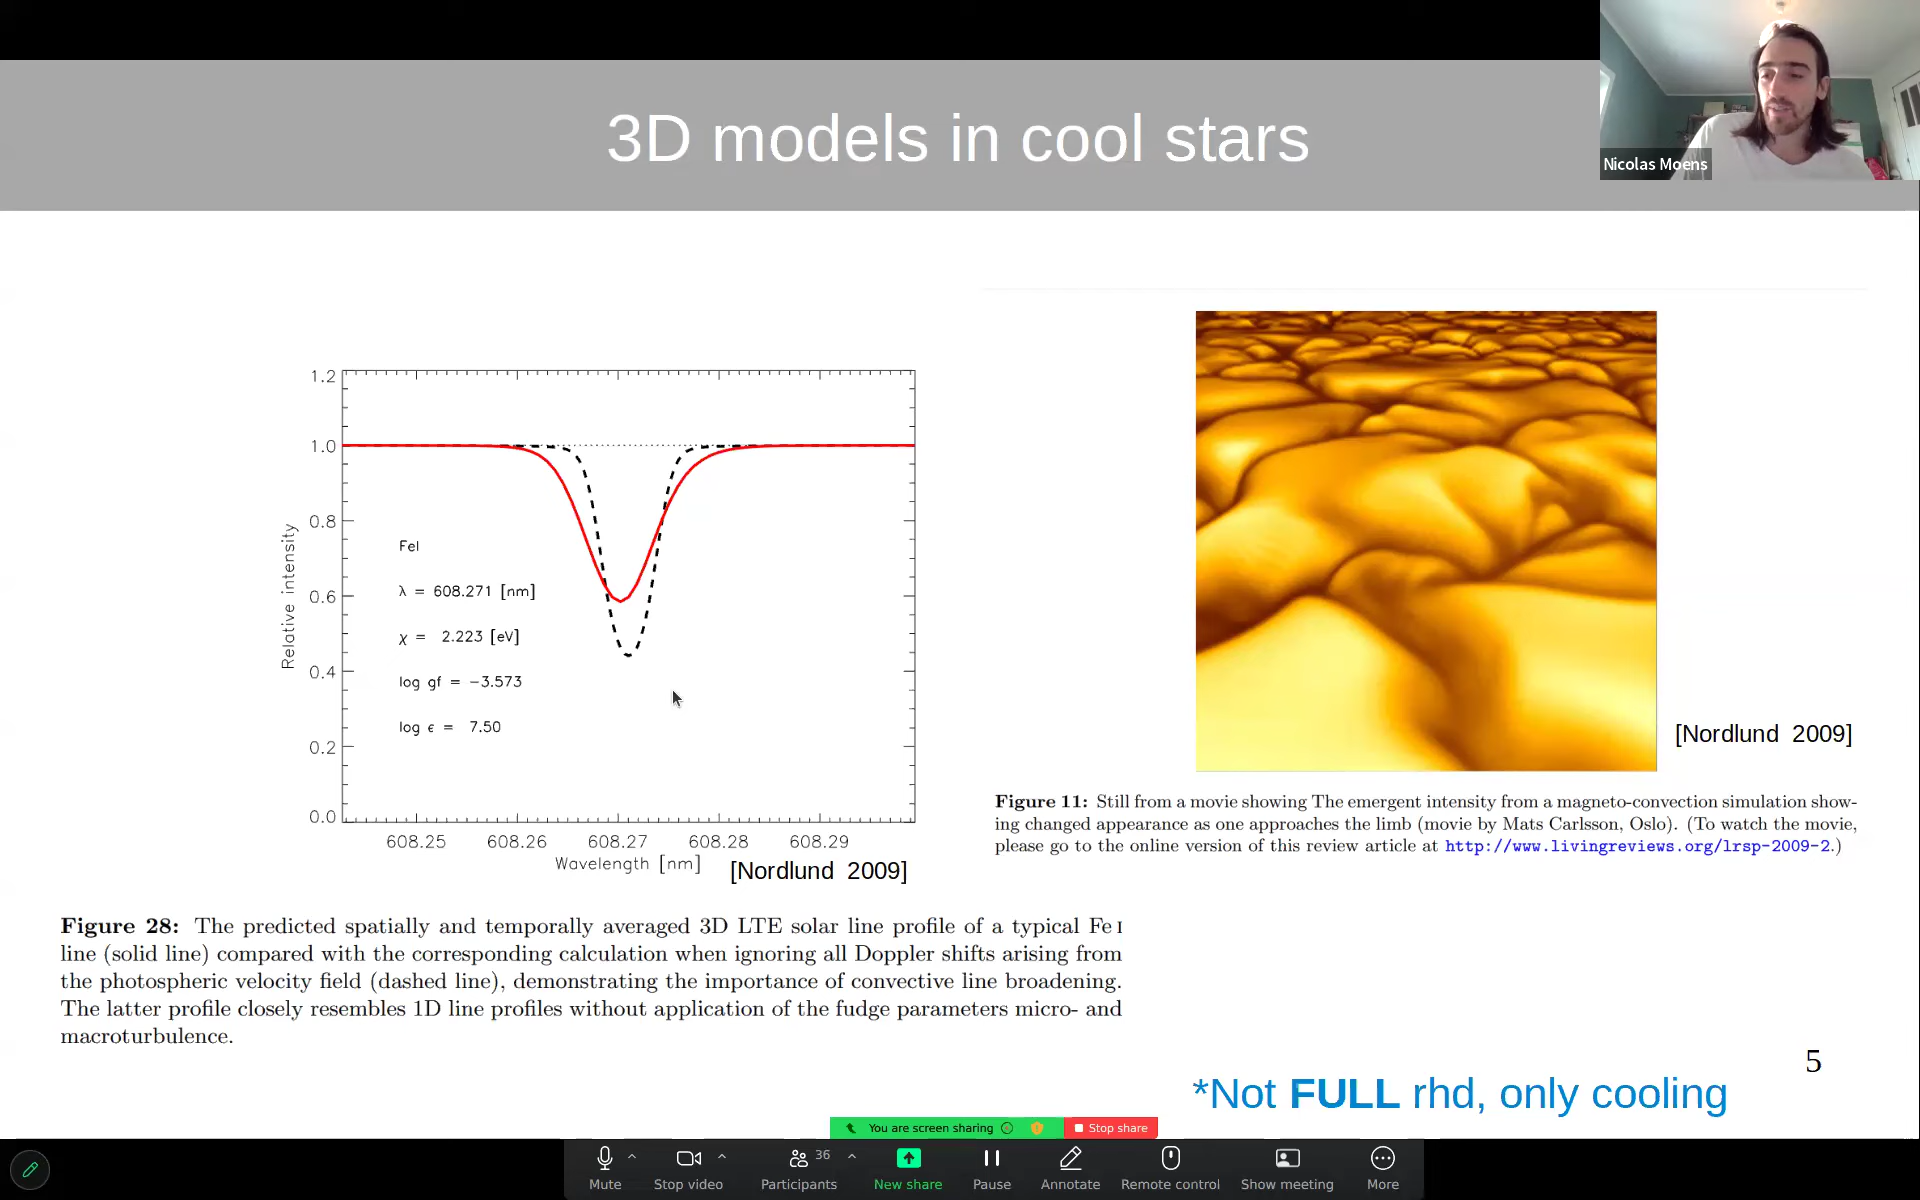 3D models in cool stars
Nicolas Moens
1.2
1.0
0.8
0.6
0.4
0.2
0.0
Relative intensity
FeI
λ = 608.271 [nm]
χ = 2.223 [eV]
log gf = −3.573
log ϵ = 7.50
608.25 608.26 608.27 608.28 608.29
Wavelength [nm]
[Nordlund 2009]
Figure 28: The predicted spatially and temporally averaged 3D LTE solar line profile of a typical Fe I
line (solid line) compared with the corresponding calculation when ignoring all Doppler shifts arising from
the photospheric velocity field (dashed line), demonstrating the importance of convective line broadening.
The latter profile closely resembles 1D line profiles without application of the fudge parameters micro- and
macroturbulence.
[Nordlund 2009]
Figure 11: Still from a movie showing The emergent intensity from a magneto-convection simulation show-
ing changed appearance as one approaches the limb (movie by Mats Carlsson, Oslo). (To watch the movie,
please go to the online version of this review article at http://www.livingreviews.org/lrsp-2009-2.)
5
*Not FULL rhd, only cooling
You are screen sharing Stop share
36
Mute Stop video Participants New share Pause Annotate Remote control Show meeting More